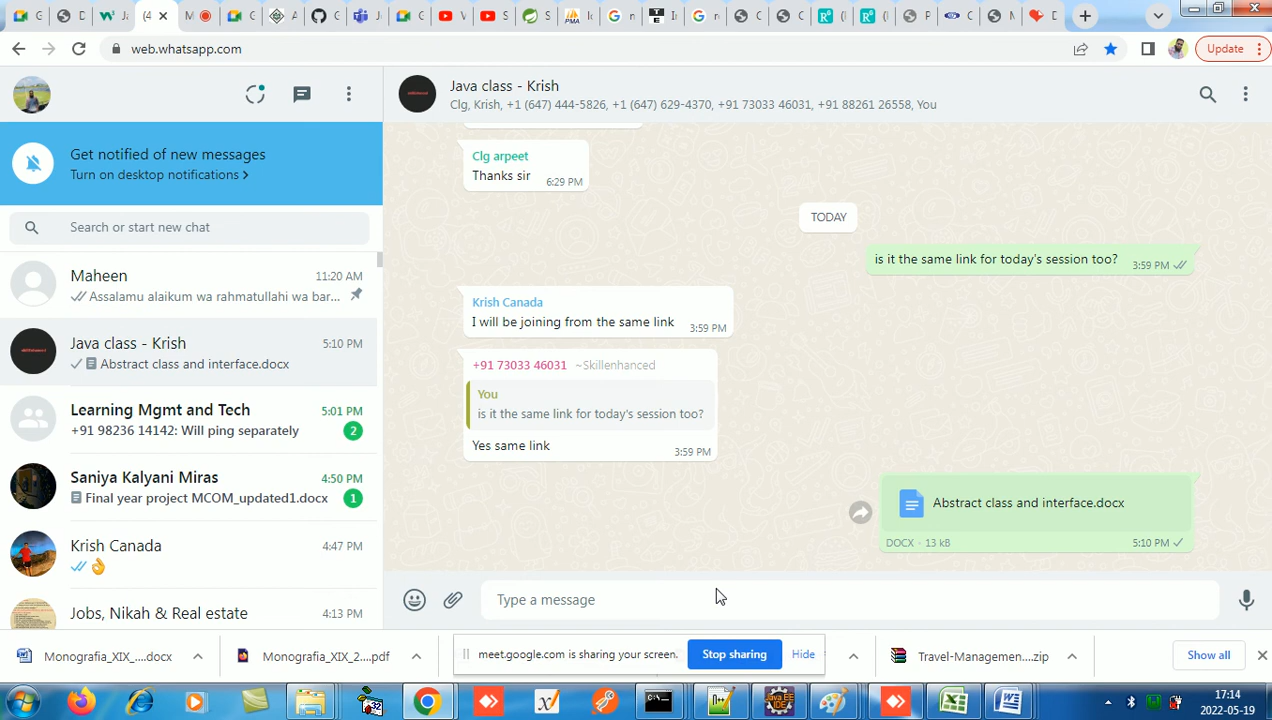 web.whatsapp.com
Update
Java class - Krish
Clg, Krish, +1 (647) 444-5826, +1 (647) 629-4370, +91 73033 46031, +91 88261 26558, You
Get notified of new messages
Turn on desktop notifications >
Search or start new chat
Maheen
11:20 AM
Assalamu alaikum wa rahmatullahi wa bar...
Java class - Krish
5:10 PM
Abstract class and interface.docx
Learning Mgmt and Tech
5:01 PM
+91 98236 14142: Will ping separately
2
Saniya Kalyani Miras
4:50 PM
Final year project MCOM_updated1.docx
1
Krish Canada
4:47 PM
Jobs, Nikah & Real estate
4:13 PM
Clg arpeet
Thanks sir
6:29 PM
TODAY
is it the same link for today's session too?
3:59 PM
Krish Canada
I will be joining from the same link
3:59 PM
+91 73033 46031 ~Skillenhanced
You
is it the same link for today's session too?
Yes same link
3:59 PM
Abstract class and interface.docx
DOCX · 13 kB
5:10 PM
Type a message
Monografia_XIX_....docx
Monografia_XIX_2....pdf
meet.google.com is sharing your screen.
Stop sharing
Hide
Travel-Managemen....zip
Show all
17:14
2022-05-19